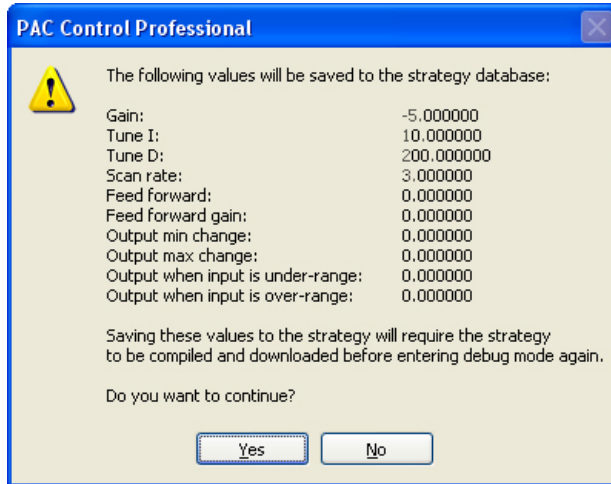 PAC Control Professional
The following values will be saved to the strategy database:
Gain: -5.000000
Tune I: 10.000000
Tune D: 200.000000
Scan rate: 3.000000
Feed forward: 0.000000
Feed forward gain: 0.000000
Output min change: 0.000000
Output max change: 0.000000
Output when input is under-range: 0.000000
Output when input is over-range: 0.000000
Saving these values to the strategy will require the strategy
to be compiled and downloaded before entering debug mode again.
Do you want to continue?
Yes No